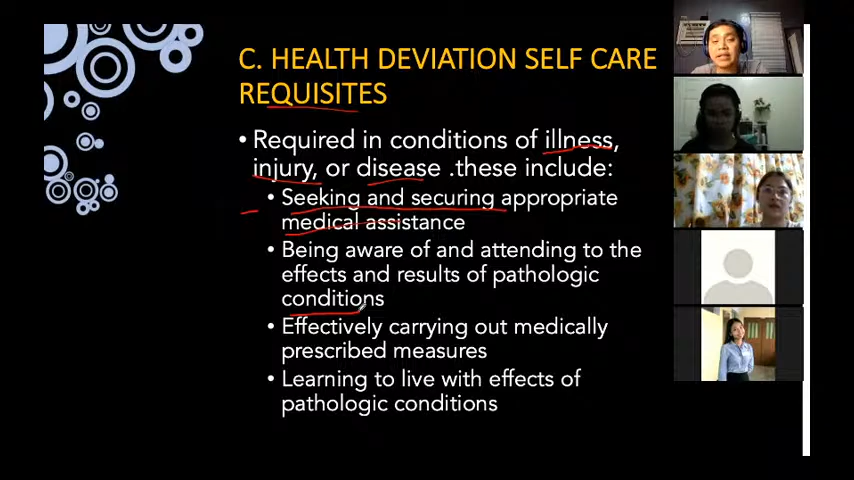 C. HEALTH DEVIATION SELF CARE
REQUISITES
• Required in conditions of illness,
injury, or disease .these include:
• Seeking and securing appropriate
medical assistance
• Being aware of and attending to the
effects and results of pathologic
conditions
• Effectively carrying out medically
prescribed measures
• Learning to live with effects of
pathologic conditions